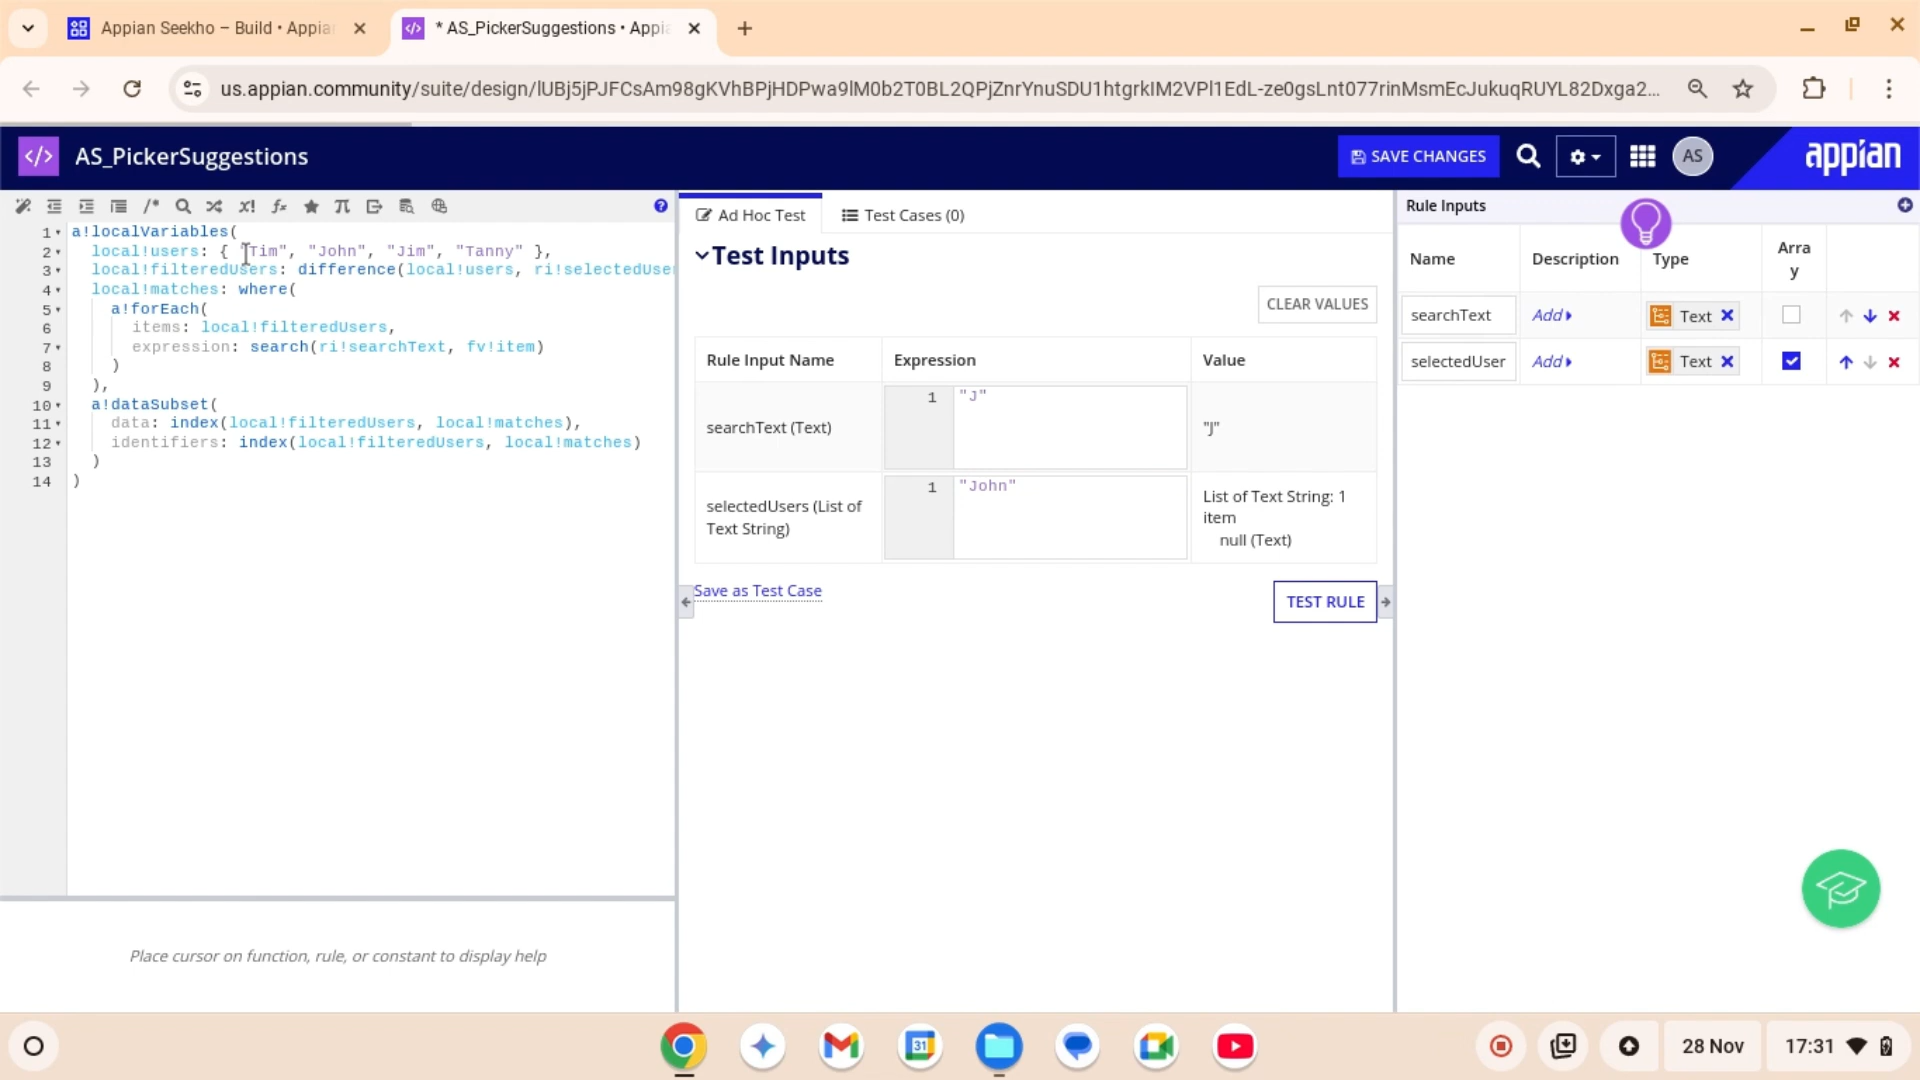 Appian Seekho – Build • Appia
* AS_PickerSuggestions • Appi
us.appian.community/suite/design/lUBj5jPJFCsAm98gKVhBPjHDPwa9lM0b2T0BL2QPjZnrYnuSDU1htgrkIM2VPl1EdL-ze0gsLnt077rinMsmEcJukuqRUYL82Dxga2...
AS_PickerSuggestions
SAVE CHANGES
AS
appian
1 a!localVariables(
2 local!users: { "Tim", "John", "Jim", "Tanny" },
3 local!filteredUsers: difference(local!users, ri!selectedUse
4 local!matches: where(
5 a!forEach(
6 items: local!filteredUsers,
7 expression: search(ri!searchText, fv!item)
8 )
9 ),
10 a!dataSubset(
11 data: index(local!filteredUsers, local!matches),
12 identifiers: index(local!filteredUsers, local!matches)
13 )
14 )
Place cursor on function, rule, or constant to display help
Ad Hoc Test
Test Cases (0)
Test Inputs
CLEAR VALUES
Rule Input Name Expression Value
searchText (Text)
1 "J"
"J"
selectedUsers (List of
Text String)
1 "John"
List of Text String: 1
item
null (Text)
Save as Test Case
TEST RULE
Rule Inputs
Name Description Type Arra
y
searchText Add Text
selectedUser Add Text
31
28 Nov
17:31